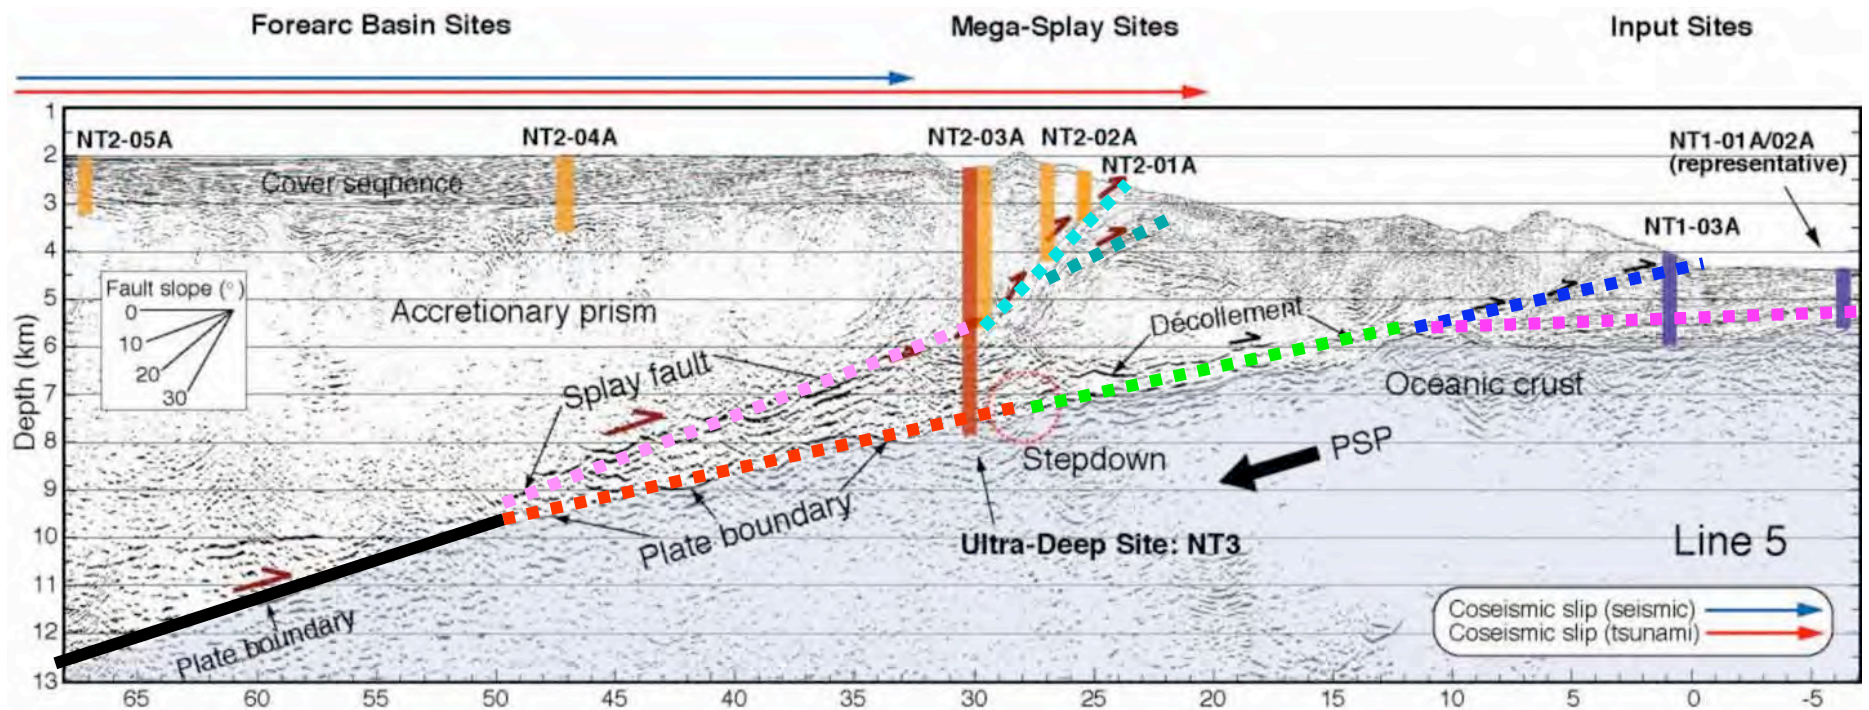 Forearc Basin Sites
Mega-Splay Sites
Input Sites
1
2
3
4
5
6
7
8
9
10
11
12
13
Depth (km)
NT2-05A
NT2-04A
NT2-03A
NT2-02A
NT2-01A
NT1-01A/02A
(representative)
NT1-03A
Cover sequence
Fault slope (°)
0
10
20
30
Accretionary prism
Décollement
Splay fault
Oceanic crust
Stepdown
PSP
Plate boundary
Ultra-Deep Site: NT3
Line 5
Plate boundary
Coseismic slip (seismic)
Coseismic slip (tsunami)
65
60
55
50
45
40
35
30
25
20
15
10
5
0
-5